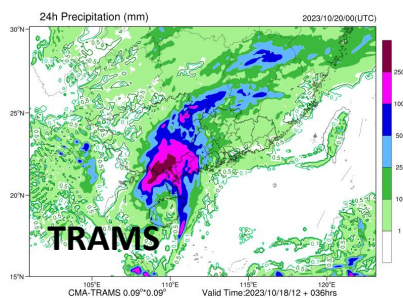 24h Precipitation (mm) 2023/10/20/00(UTC)
30°N
25°N
20°N
15°N
105°E 110°E 115°E 120°E
250
100
50
25
10
1
TRAMS
CMA-TRAMS 0.09°*0.09° Valid Time:2023/10/18/12 + 036hrs